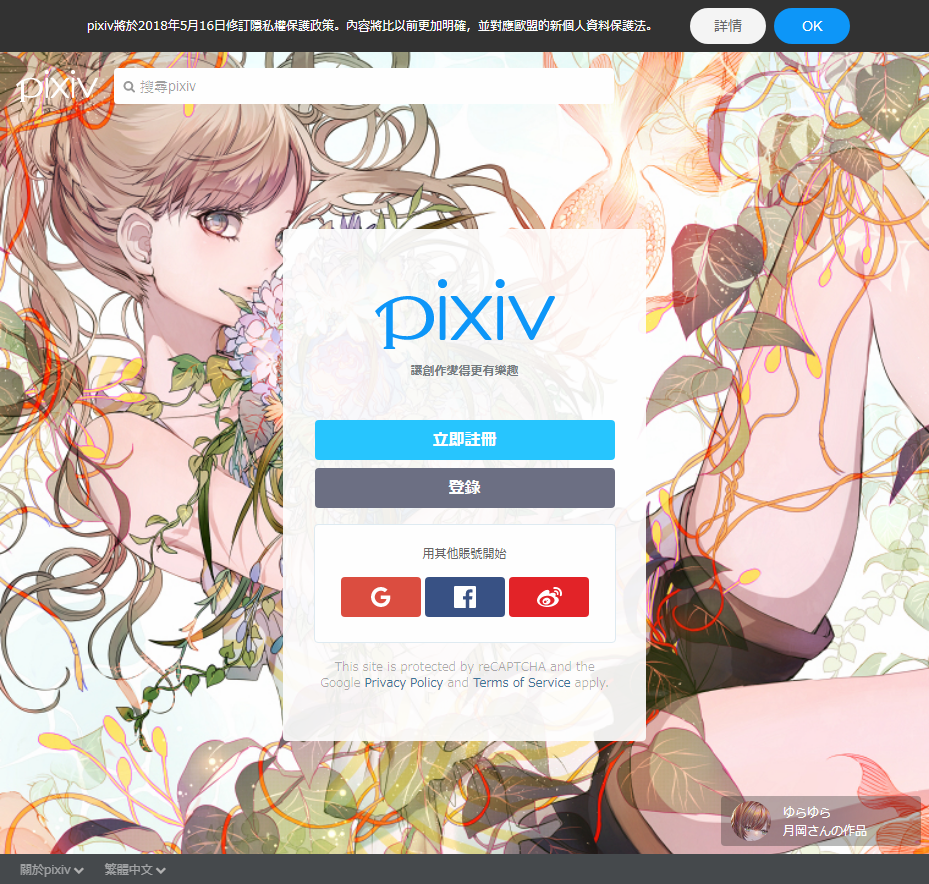 pixiv將於2018年5月16日修訂隱私權保護政策。內容將比以前更加明確，並對應歐盟的新個人資料保護法。
詳情
OK
pixiv
搜尋pixiv
pixiv
讓創作變得更有樂趣
立即註冊
登錄
用其他賬號開始
This site is protected by reCAPTCHA and the
Google Privacy Policy and Terms of Service apply.
ゆらゆら
月岡さんの作品
關於pixiv
繁體中文